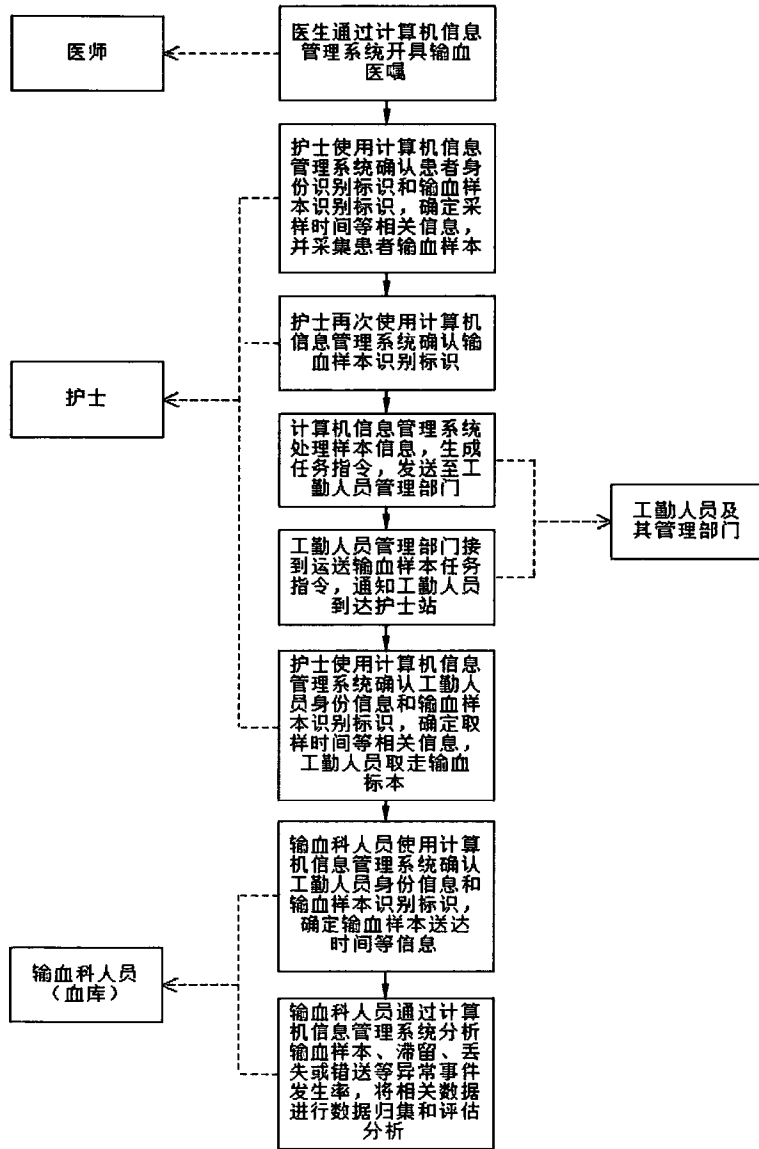 医师
医生通过计算机信息
管理系统开具输血
医嘱
护士使用计算机信息
管理系统确认患者身
份识别标识和输血样
本识别标识，确定采
样时间等相关信息，
并采集患者输血样本
护士再次使用计算机
信息管理系统确认输
血样本识别标识
护士
计算机信息管理系统
处理样本信息，生成
任务指令，发送至工
勤人员管理部门
工勤人员及
其管理部门
工勤人员管理部门接
到运送输血样本任务
指令，通知工勤人员
到达护士站
护士使用计算机信息
管理系统确认工勤人
员身份信息和输血样
本识别标识，确定取
样时间等相关信息，
工勤人员取走输血
标本
输血科人员使用计算
机信息管理系统确认
工勤人员身份信息和
输血样本识别标识，
确定输血样本送达
时间等信息
输血科人员
（血库）
输血科人员通过计算
机信息管理系统分析
输血样本、滞留、丢
失或错送等异常事件
发生率，将相关数据
进行数据归集和评估
分析